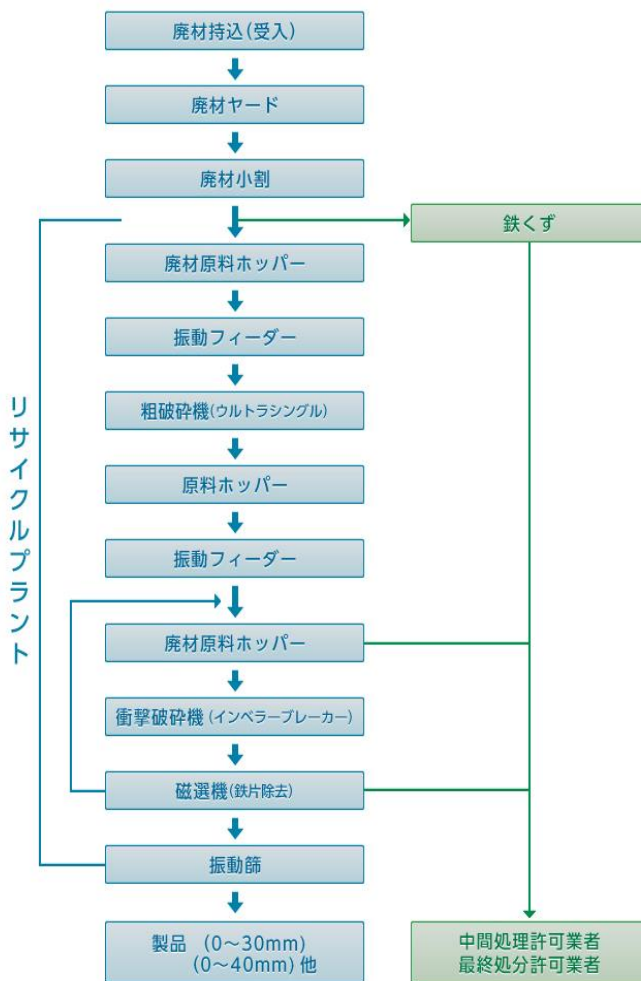 廃材持込(受入)
廃材ヤード
廃材小割
鉄くず
廃材原料ホッパー
振動フィーダー
粗破砕機(ウルトラシングル)
原料ホッパー
振動フィーダー
廃材原料ホッパー
衝撃破砕機(インペラーブレーカー)
磁選機(鉄片除去)
振動篩
製品 (0～30mm)
(0～40mm)他
中間処理許可業者
最終処分許可業者
リサイクルプラント